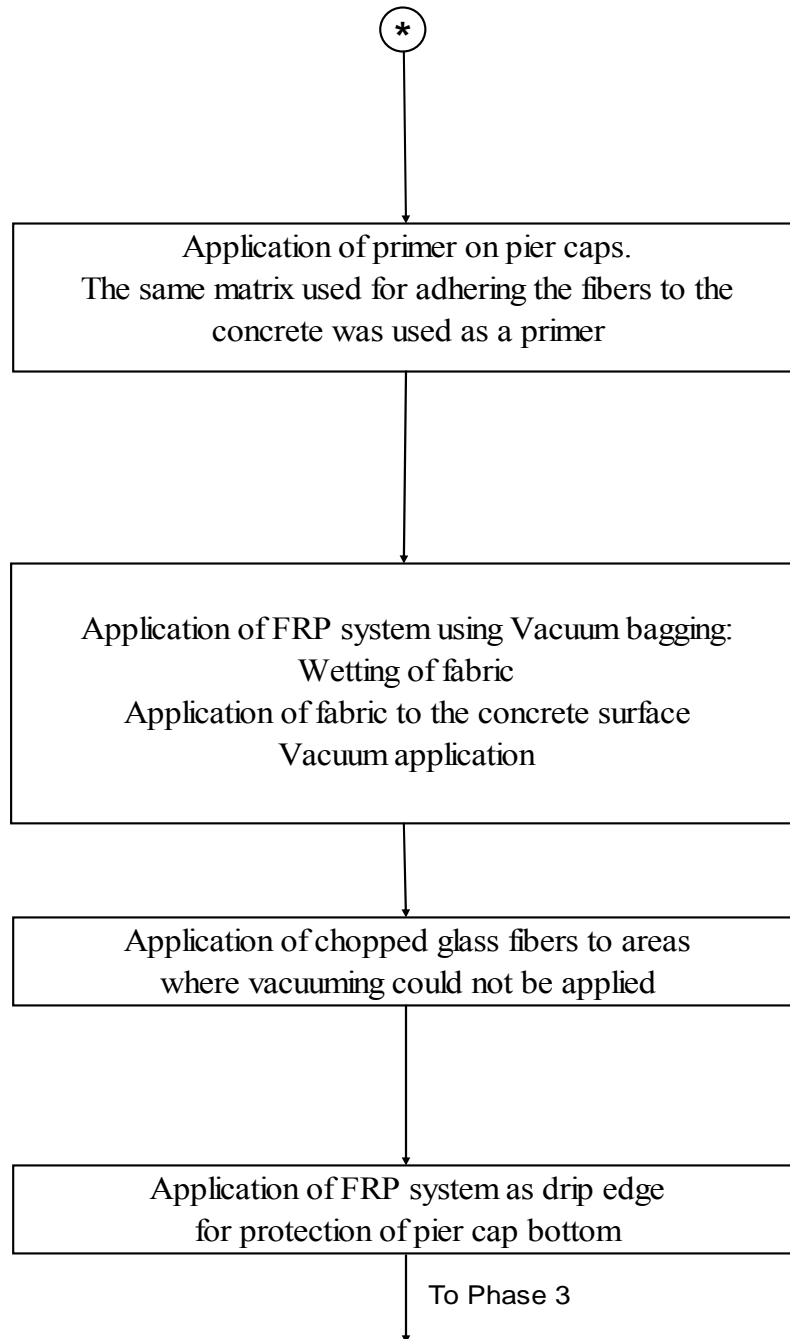 *
Application of primer on pier caps.
The same matrix used for adhering the fibers to the
concrete was used as a primer
Application of FRP system using Vacuum bagging:
Wetting of fabric
Application of fabric to the concrete surface
Vacuum application
Application of chopped glass fibers to areas
where vacuuming could not be applied
Application of FRP system as drip edge
for protection of pier cap bottom
To Phase 3